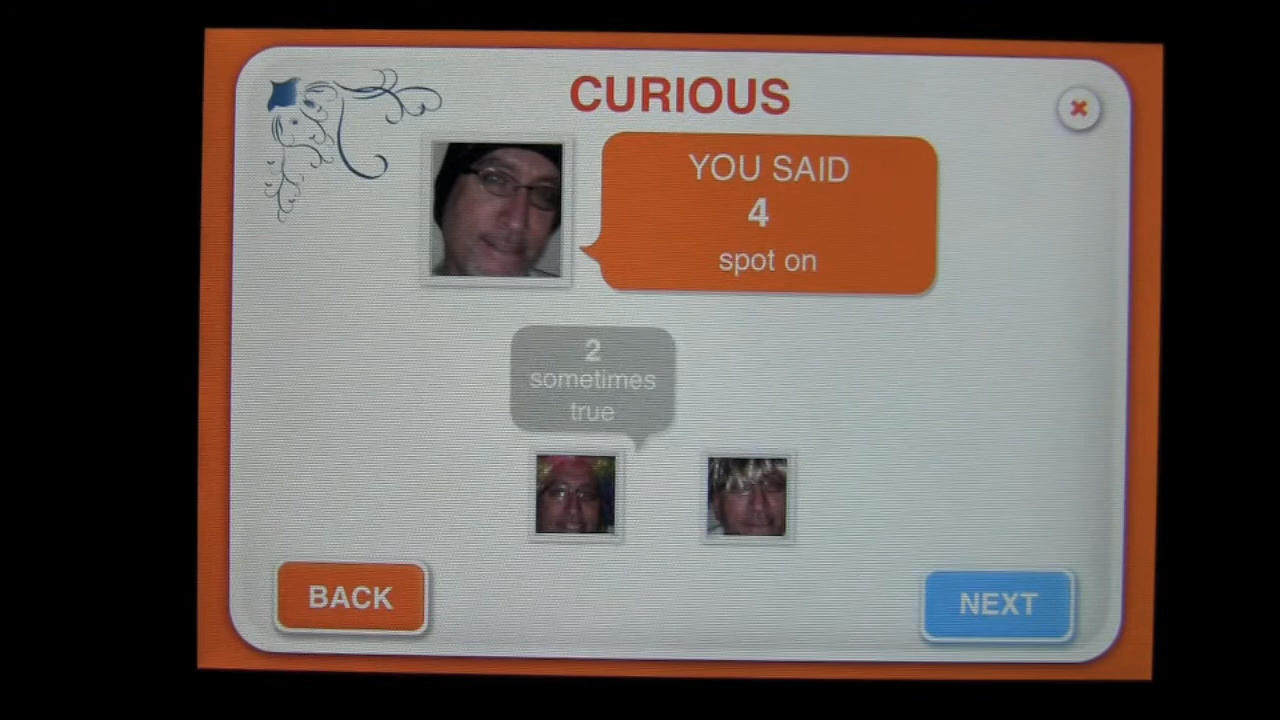 CURIOUS
YOU SAID
4
spot on
2
sometimes
true
BACK
NEXT